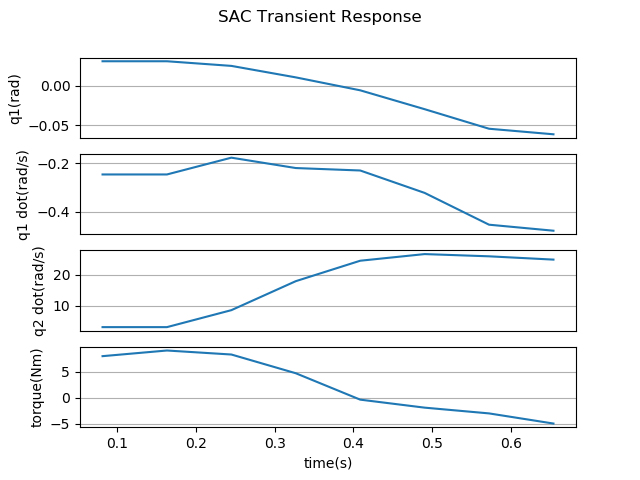 SAC Transient Response
q1(rad)
0.00
−0.05
q1 dot(rad/s)
−0.2
−0.4
q2 dot(rad/s)
20
10
torque(Nm)
5
0
−5
0.1 0.2 0.3 0.4 0.5 0.6
time(s)